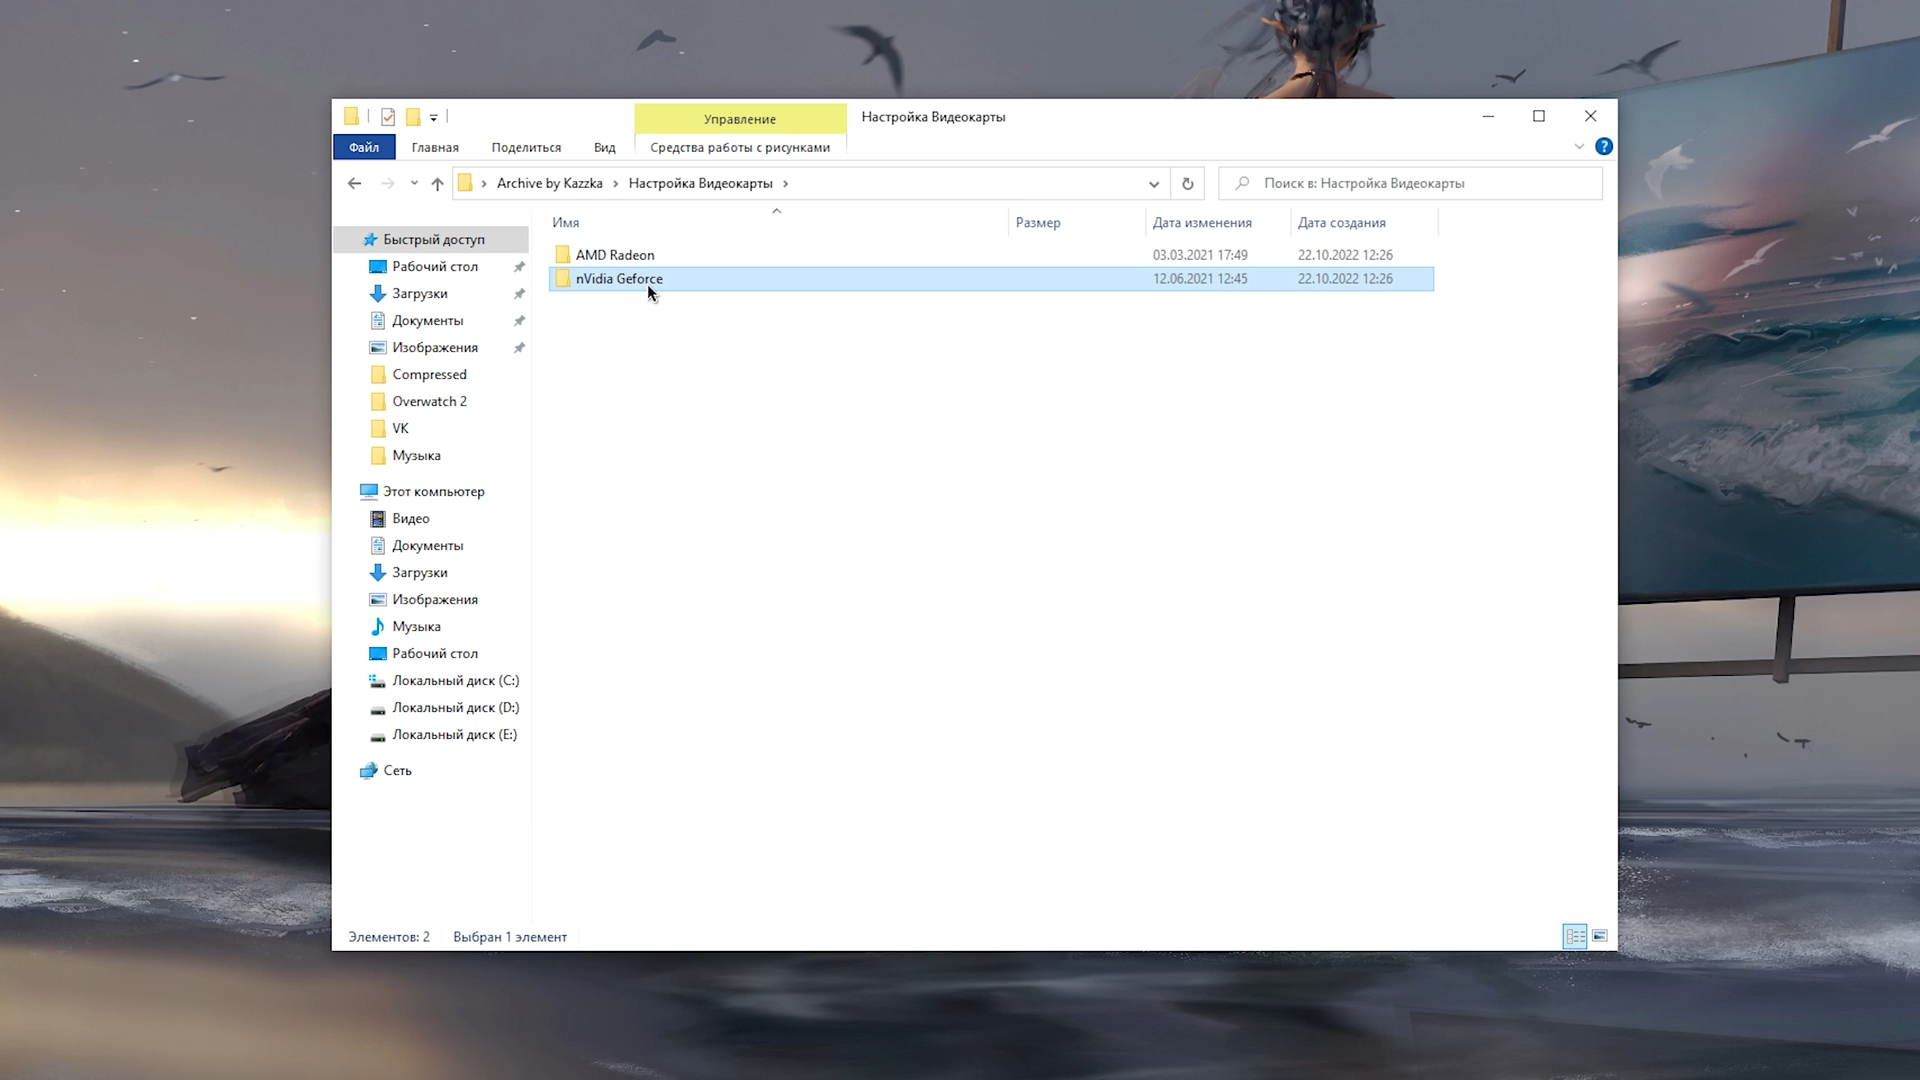 Управление
Настройка Видеокарты
Файл
Главная
Поделиться
Вид
Средства работы с рисунками
Archive by Kazzka
Настройка Видеокарты
Поиск в: Настройка Видеокарты
Имя
Размер
Дата изменения
Дата создания
AMD Radeon
03.03.2021 17:49
22.10.2022 12:26
nVidia Geforce
12.06.2021 12:45
22.10.2022 12:26
Быстрый доступ
Рабочий стол
Загрузки
Документы
Изображения
Compressed
Overwatch 2
VK
Музыка
Этот компьютер
Видео
Документы
Загрузки
Изображения
Музыка
Рабочий стол
Локальный диск (C:)
Локальный диск (D:)
Локальный диск (E:)
Сеть
Элементов: 2
Выбран 1 элемент